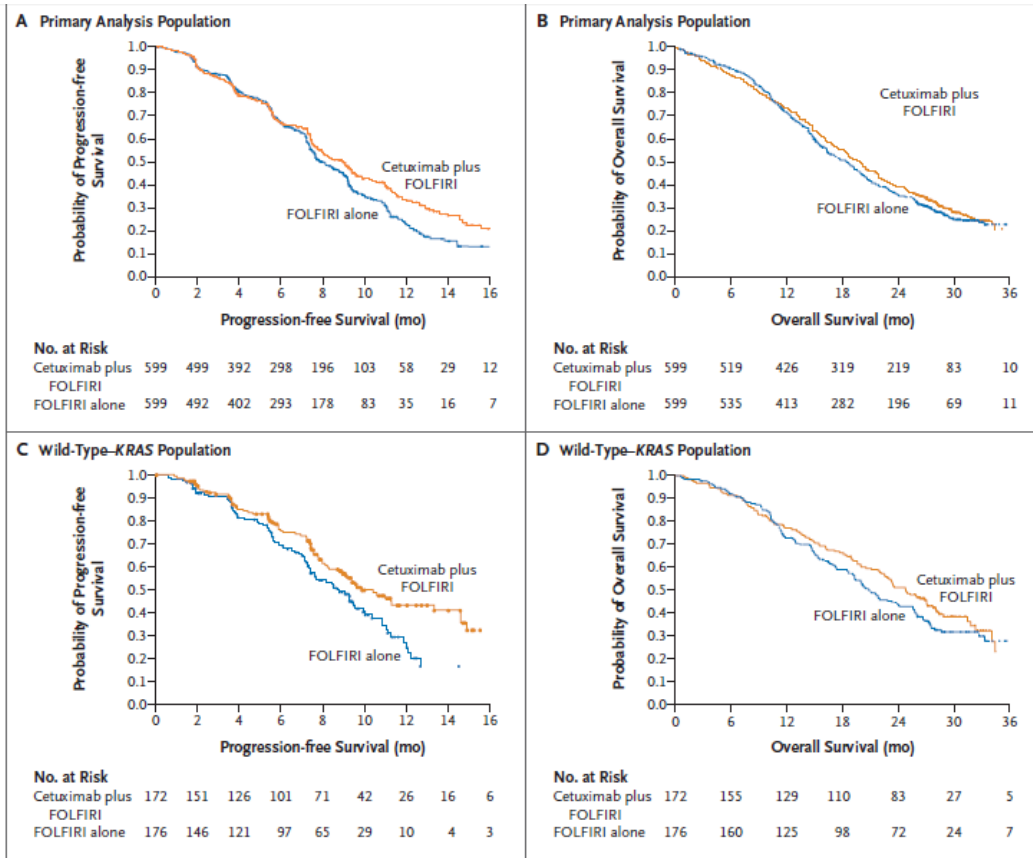 A Primary Analysis Population
Probability of Progression-free
Survival
1.0
0.9
0.8
0.7
0.6
0.5
0.4
0.3
0.2
0.1
0.0
Cetuximab plus
FOLFIRI
FOLFIRI alone
0 2 4 6 8 10 12 14 16
Progression-free Survival (mo)
No. at Risk
Cetuximab plus 599 499 392 298 196 103 58 29 12
FOLFIRI
FOLFIRI alone 599 492 402 293 178 83 35 16 7
B Primary Analysis Population
Probability of Overall Survival
1.0
0.9
0.8
0.7
0.6
0.5
0.4
0.3
0.2
0.1
0.0
Cetuximab plus
FOLFIRI
FOLFIRI alone
0 6 12 18 24 30 36
Overall Survival (mo)
No. at Risk
Cetuximab plus 599 519 426 319 219 83 10
FOLFIRI
FOLFIRI alone 599 535 413 282 196 69 11
C Wild-Type–KRAS Population
Probability of Progression-free
Survival
1.0
0.9
0.8
0.7
0.6
0.5
0.4
0.3
0.2
0.1
0.0
Cetuximab plus
FOLFIRI
FOLFIRI alone
0 2 4 6 8 10 12 14 16
Progression-free Survival (mo)
No. at Risk
Cetuximab plus 172 151 126 101 71 42 26 16 6
FOLFIRI
FOLFIRI alone 176 146 121 97 65 29 10 4 3
D Wild-Type–KRAS Population
Probability of Overall Survival
1.0
0.9
0.8
0.7
0.6
0.5
0.4
0.3
0.2
0.1
0.0
Cetuximab plus
FOLFIRI
FOLFIRI alone
0 6 12 18 24 30 36
Overall Survival (mo)
No. at Risk
Cetuximab plus 172 155 129 110 83 27 5
FOLFIRI
FOLFIRI alone 176 160 125 98 72 24 7